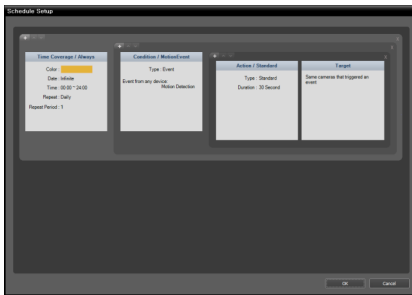 Schedule Setup
Time Coverage / Always
Color :
Date : Infinite
Time : 00:00 ~ 24:00
Repeat : Daily
Repeat Period : 1
Condition / MotionEvent
Type : Event
Event from any device:
Motion Detection
Action / Standard
Type : Standard
Duration : 30 Second
Target
Same cameras that triggered an
event
OK
Cancel